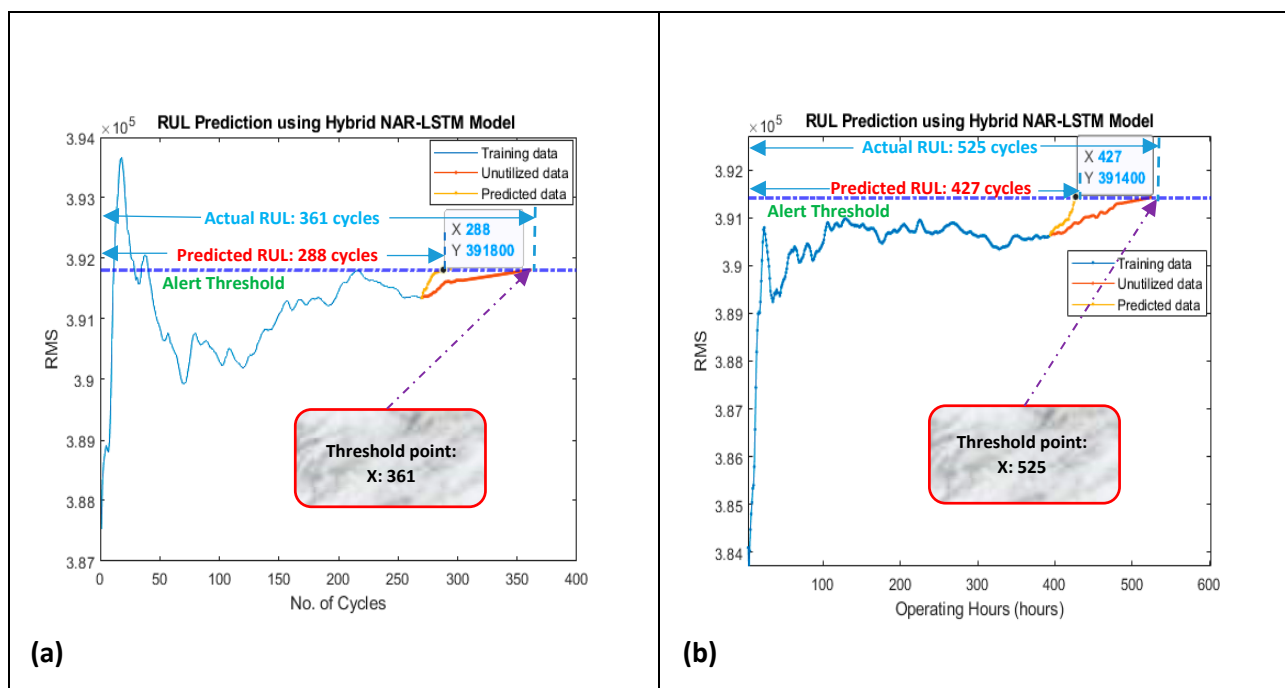 RUL Prediction using Hybrid NAR-LSTM Model
×10⁵
3.94
3.93
3.92
3.91
3.9
3.89
3.88
3.87
RMS
Training data
Unutilized data
Predicted data
Actual RUL: 361 cycles
X 288
Y 391800
Predicted RUL: 288 cycles
Alert Threshold
Threshold point:
X: 361
0 50 100 150 200 250 300 350 400
No. of Cycles
(a)
RUL Prediction using Hybrid NAR-LSTM Model
×10⁵
3.92
3.91
3.9
3.89
3.88
3.87
3.86
3.85
3.84
RMS
Actual RUL: 525 cycles
X 427
Y 391400
Predicted RUL: 427 cycles
Alert Threshold
Training data
Unutilized data
Predicted data
Threshold point:
X: 525
100 200 300 400 500 600
Operating Hours (hours)
(b)